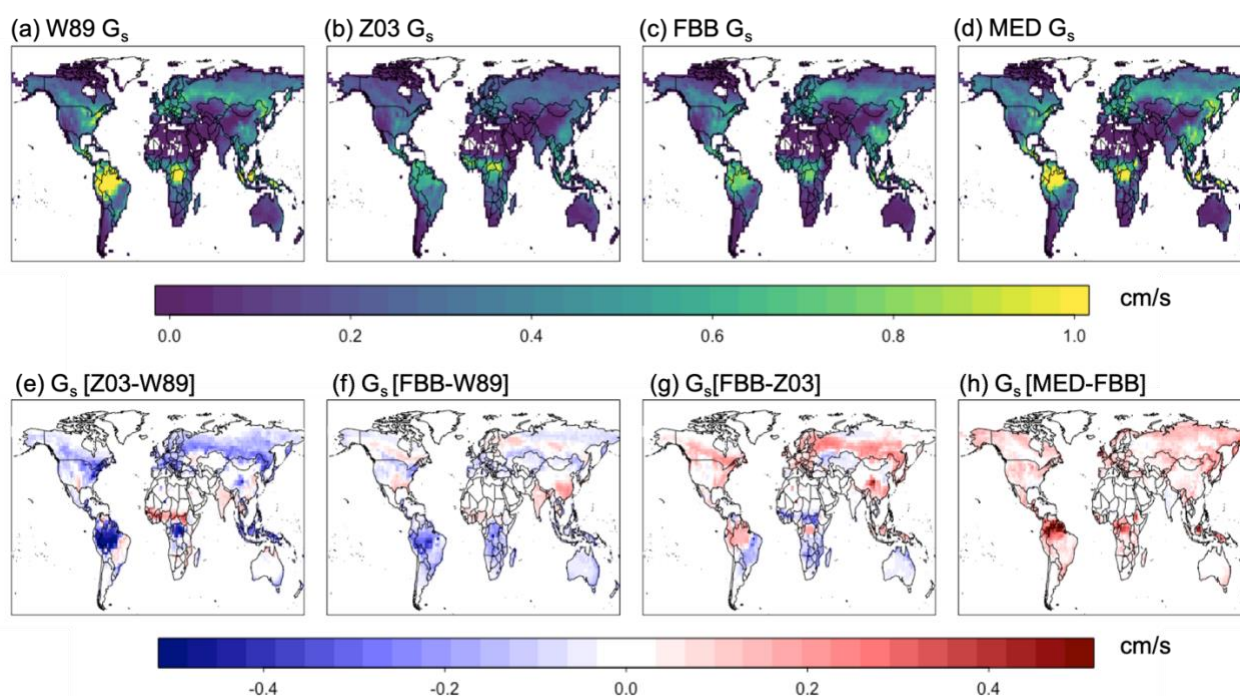 (a) W89 Gs
(b) Z03 Gs
(c) FBB Gs
(d) MED Gs
0.0 0.2 0.4 0.6 0.8 1.0 cm/s
(e) Gs [Z03-W89]
(f) Gs [FBB-W89]
(g) Gs[FBB-Z03]
(h) Gs [MED-FBB]
-0.4 -0.2 0.0 0.2 0.4 cm/s